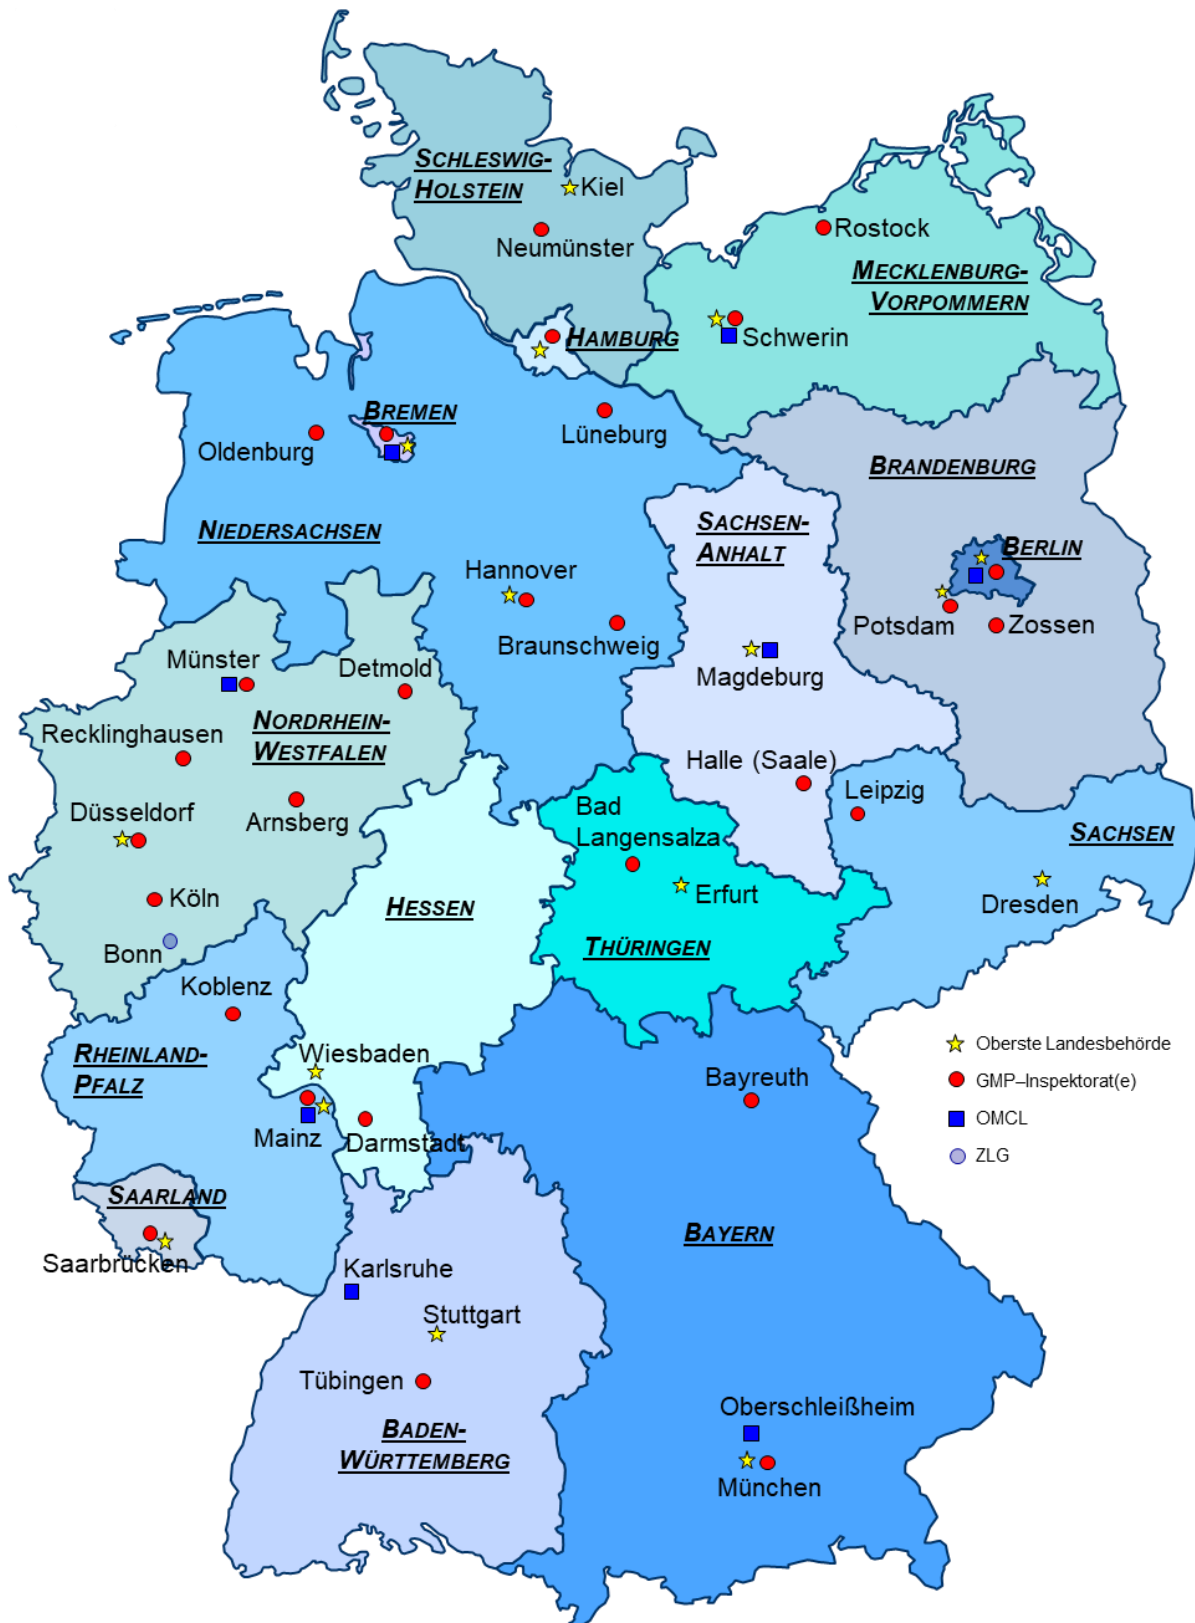 SCHLESWIG-
HOLSTEIN
Kiel
Neumünster
Rostock
MECKLENBURG-
VORPOMMERN
HAMBURG
Schwerin
BREMEN
Lüneburg
Oldenburg
BRANDENBURG
NIEDERSACHSEN
SACHSEN-
ANHALT
BERLIN
Hannover
Potsdam
Zossen
Braunschweig
Münster
Detmold
Magdeburg
NORDRHEIN-
WESTFALEN
Recklinghausen
Halle (Saale)
Leipzig
Düsseldorf
Arnsberg
Bad
Langensalza
SACHSEN
Köln
HESSEN
Erfurt
Dresden
Bonn
THÜRINGEN
Koblenz
RHEINLAND-
PFALZ
Wiesbaden
Oberste Landesbehörde
Bayreuth
GMP–Inspektorat(e)
OMCL
Mainz
Darmstadt
ZLG
SAARLAND
BAYERN
Saarbrücken
Karlsruhe
Stuttgart
Tübingen
Oberschleißheim
BADEN-
WÜRTTEMBERG
München